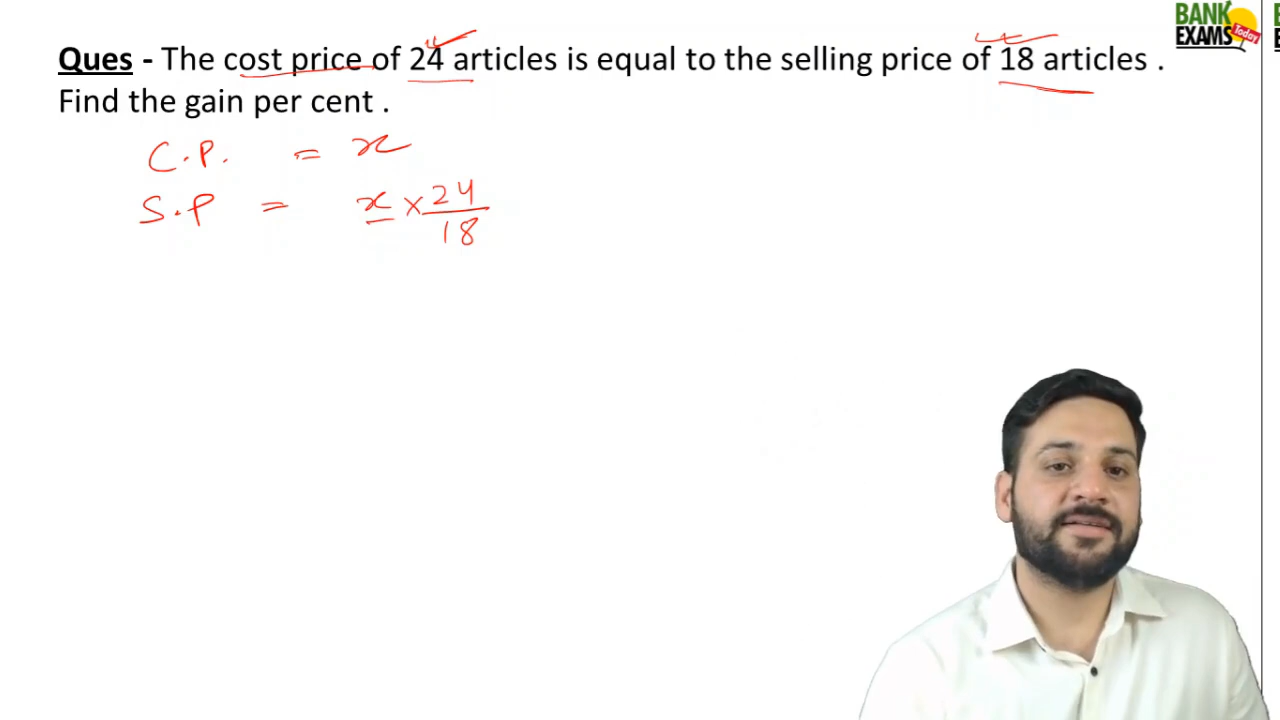 BANK
EXAMS Today
Ques - The cost price of 24 articles is equal to the selling price of 18 articles .
Find the gain per cent .
C.P. = x
S.P = x × 24/18